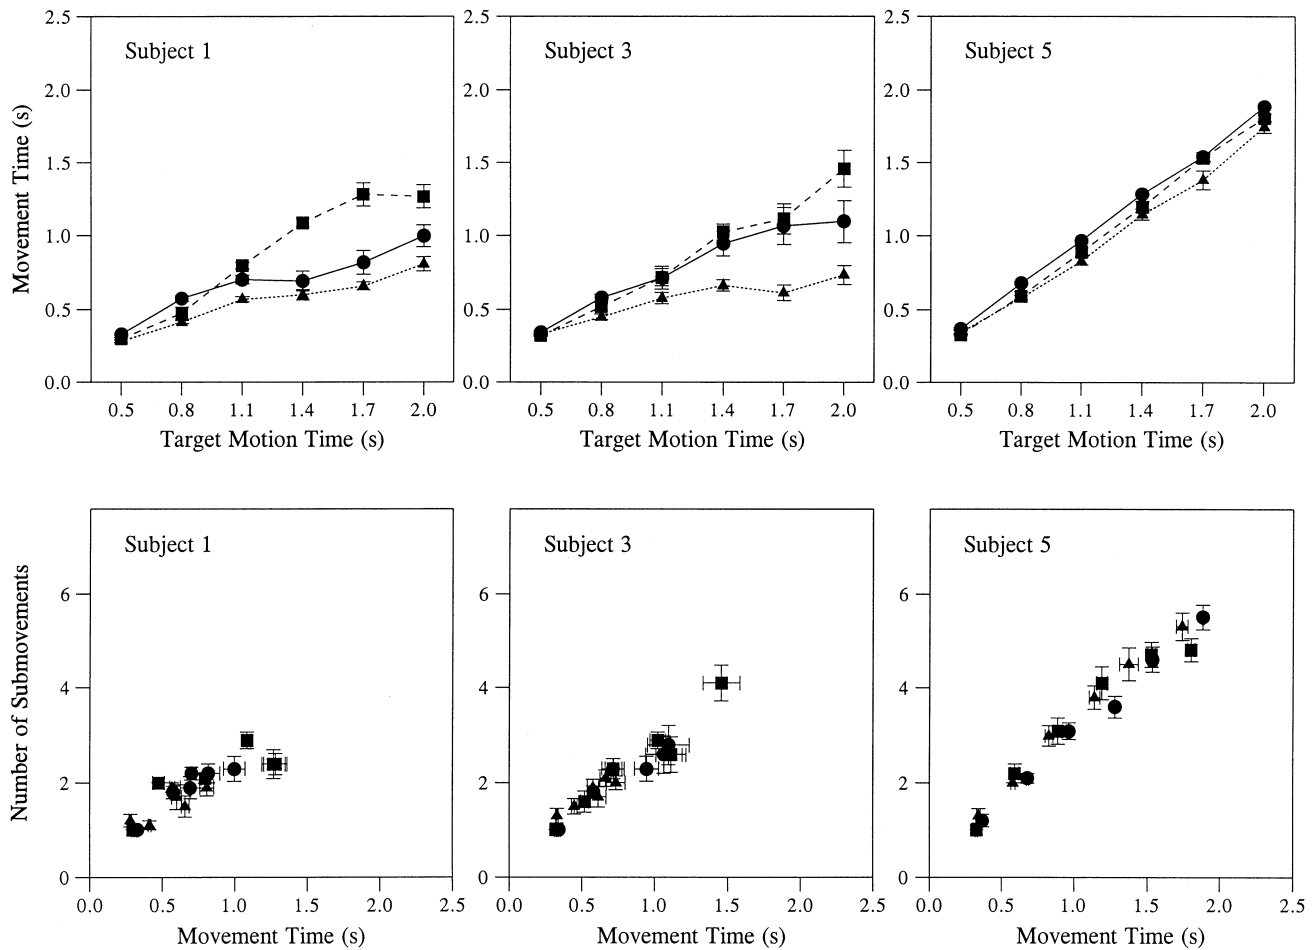 Subject 1
Subject 3
Subject 5
Movement Time (s)
2.5
2.0
1.5
1.0
0.5
0.0
2.5
2.0
1.5
1.0
0.5
0.0
2.5
2.0
1.5
1.0
0.5
0.0
0.5 0.8 1.1 1.4 1.7 2.0
0.5 0.8 1.1 1.4 1.7 2.0
0.5 0.8 1.1 1.4 1.7 2.0
Target Motion Time (s)
Target Motion Time (s)
Target Motion Time (s)
Subject 1
Subject 3
Subject 5
Number of Submovements
6
4
2
0
6
4
2
0
6
4
2
0
0.0 0.5 1.0 1.5 2.0 2.5
0.0 0.5 1.0 1.5 2.0 2.5
0.0 0.5 1.0 1.5 2.0 2.5
Movement Time (s)
Movement Time (s)
Movement Time (s)